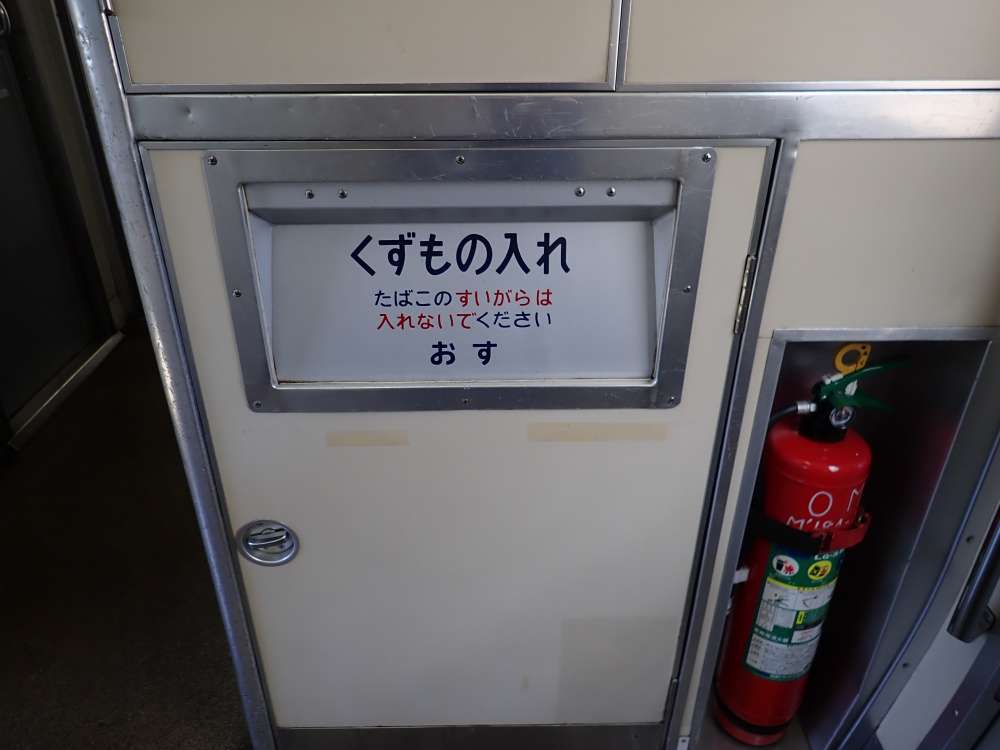 くずもの入れ
たばこのすいがらは
入れないでください
おす